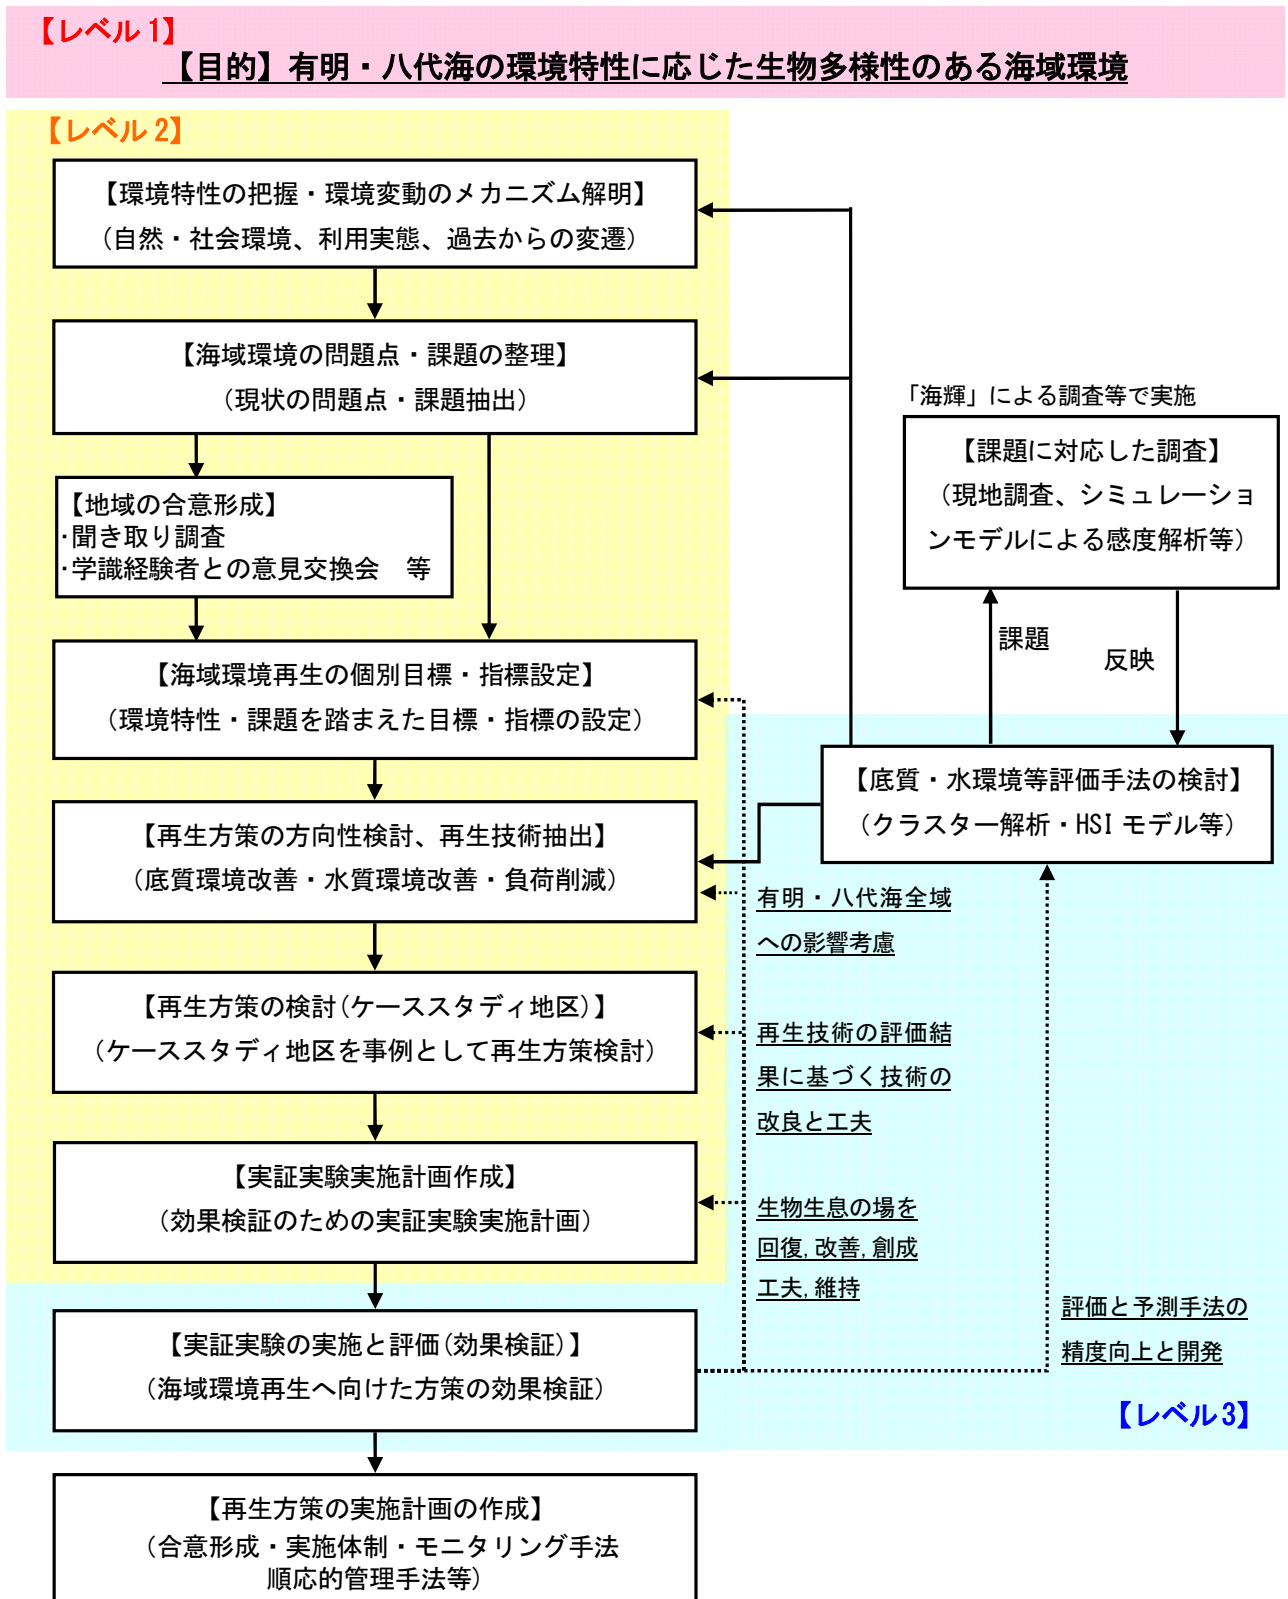 【レベル1】
【目的】有明・八代海の環境特性に応じた生物多様性のある海域環境
【レベル2】
【環境特性の把握・環境変動のメカニズム解明】
（自然・社会環境、利用実態、過去からの変遷）
【海域環境の問題点・課題の整理】
（現状の問題点・課題抽出）
【地域の合意形成】
・聞き取り調査
・学識経験者との意見交換会　等
【海域環境再生の個別目標・指標設定】
（環境特性・課題を踏まえた目標・指標の設定）
【再生方策の方向性検討、再生技術抽出】
（底質環境改善・水質環境改善・負荷削減）
【再生方策の検討(ケーススタディ地区)】
（ケーススタディ地区を事例として再生方策検討）
【実証実験実施計画作成】
（効果検証のための実証実験実施計画）
【実証実験の実施と評価(効果検証)】
（海域環境再生へ向けた方策の効果検証）
【再生方策の実施計画の作成】
（合意形成・実施体制・モニタリング手法
順応的管理手法等）
「海輝」による調査等で実施
【課題に対応した調査】
（現地調査、シミュレーショ
ンモデルによる感度解析等）
課題
反映
【底質・水環境等評価手法の検討】
（クラスター解析・HSI モデル等）
有明・八代海全域
への影響考慮
再生技術の評価結
果に基づく技術の
改良と工夫
生物生息の場を
回復,改善,創成
工夫,維持
評価と予測手法の
精度向上と開発
【レベル3】